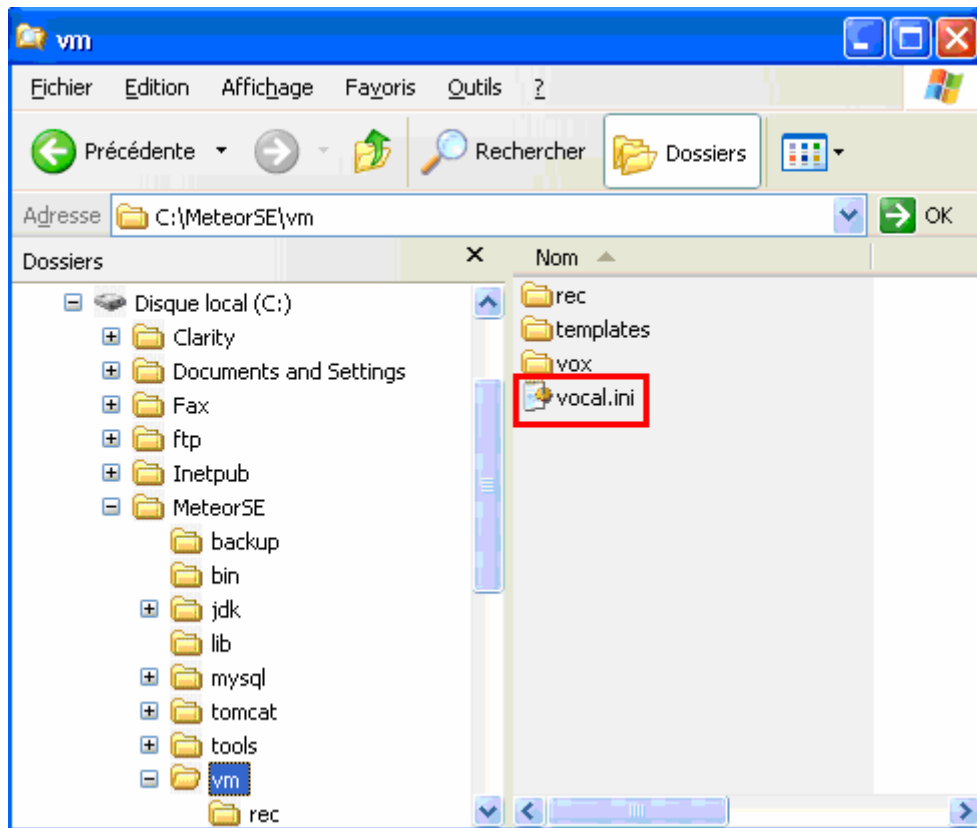 vm
Fichier Edition Affichage Favoris Outils ?
Précédente Rechercher Dossiers
Adresse C:\MeteorSE\vm OK
Dossiers
Disque local (C:)
Clarity
Documents and Settings
Fax
ftp
Inetpub
MeteorSE
backup
bin
jdk
lib
mysql
tomcat
tools
vm
rec
Nom
rec
templates
vox
vocal.ini